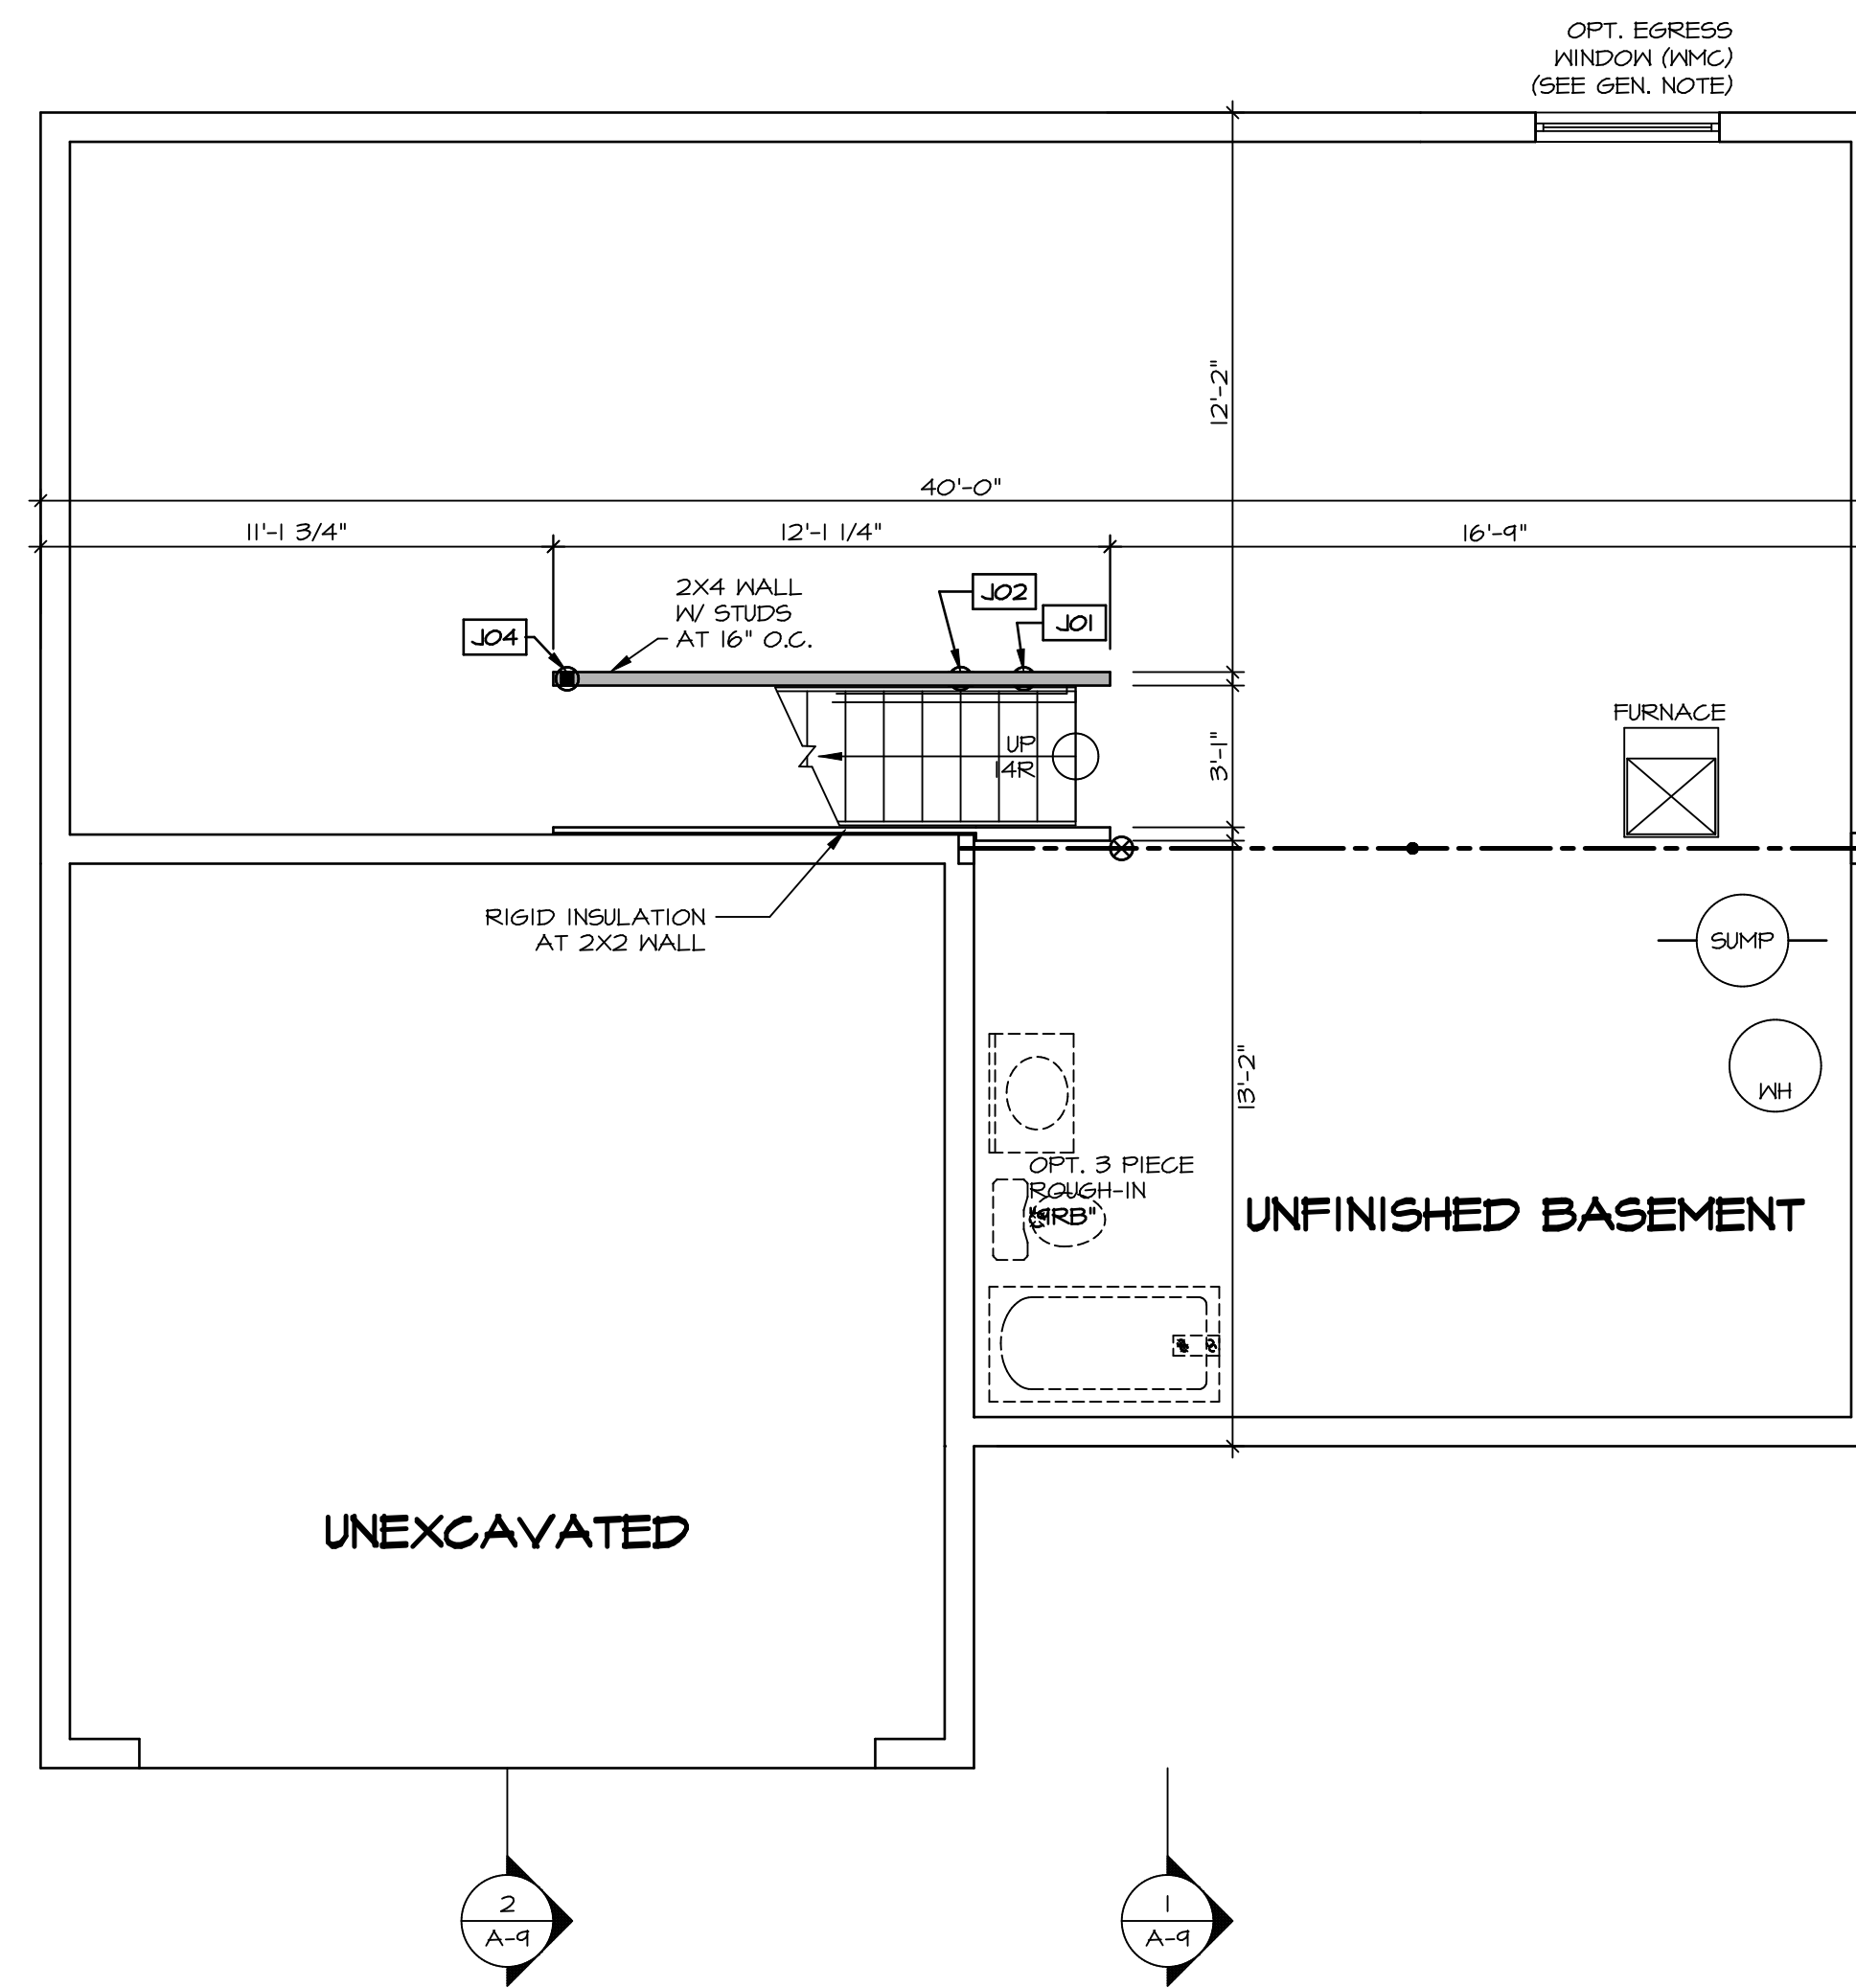 OPT. EGRESS
WINDOW (WMC)
(SEE GEN. NOTE)
12'-2"
40'-0"
11'-1 3/4"
12'-1 1/4"
16'-9"
2X4 WALL
W/ STUDS
AT 16" O.C.
J02
J01
J04
FURNACE
UP
14R
3'-1"
RIGID INSULATION
AT 2X2 WALL
SUMP
WH
13'-2"
OPT. 3 PIECE
ROUGH-IN
"9RB"
UNFINISHED BASEMENT
UNEXCAVATED
2
A-9
1
A-9